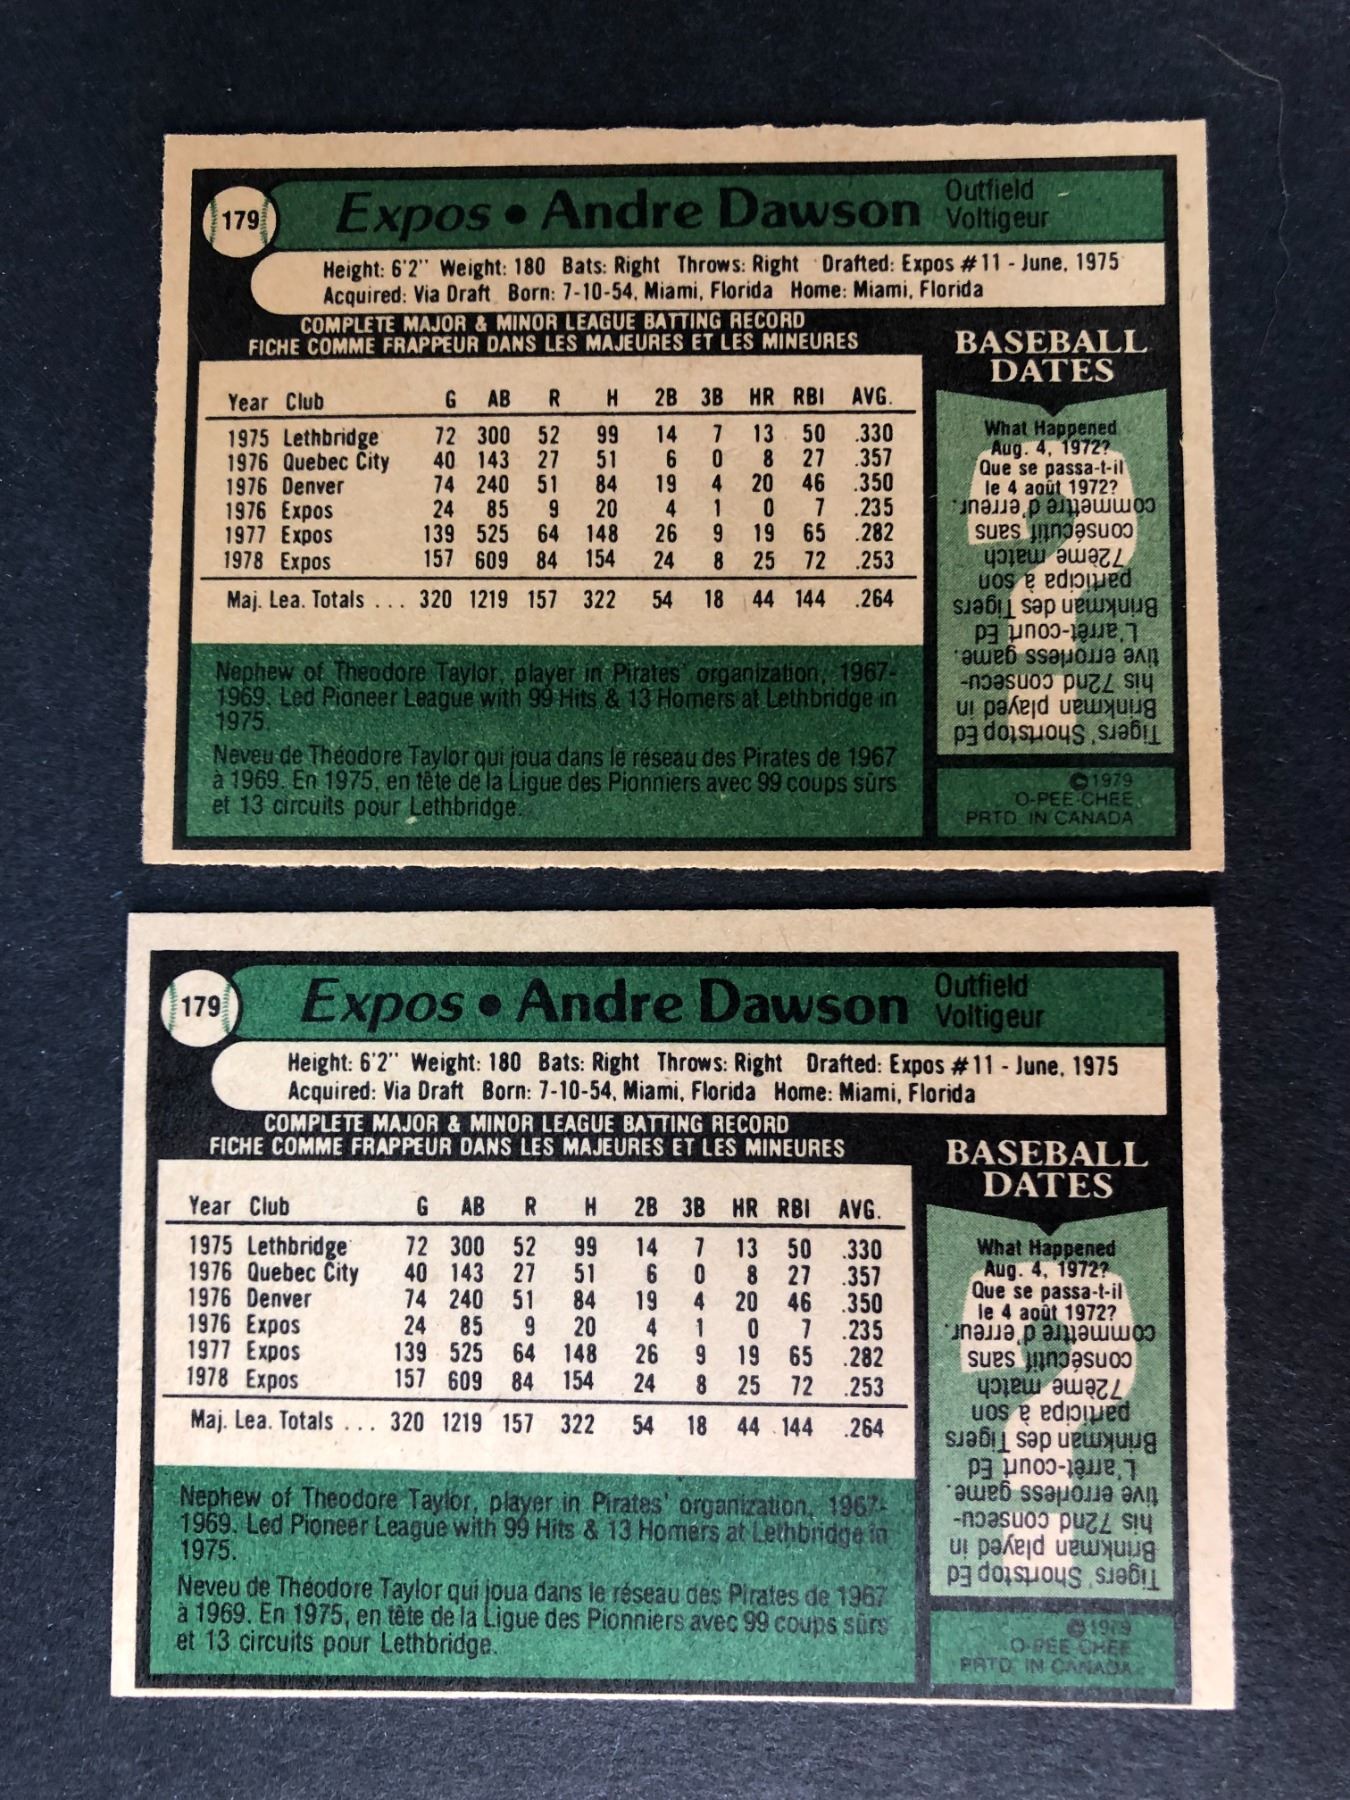 179
Expos • Andre Dawson
Outfield
Voltigeur
Height: 6'2" Weight: 180 Bats: Right Throws: Right Drafted: Expos #11 - June, 1975
Acquired: Via Draft Born: 7-10-54, Miami, Florida Home: Miami, Florida
COMPLETE MAJOR & MINOR LEAGUE BATTING RECORD
FICHE COMME FRAPPEUR DANS LES MAJEURES ET LES MINEURES
Year Club G AB R H 2B 3B HR RBI AVG.
1975 Lethbridge 72 300 52 99 14 7 13 50 .330
1976 Quebec City 40 143 27 51 6 0 8 27 .357
1976 Denver 74 240 51 84 19 4 20 46 .350
1976 Expos 24 85 9 20 4 1 0 7 .235
1977 Expos 139 525 64 148 26 9 19 65 .282
1978 Expos 157 609 84 154 24 8 25 72 .253
Maj. Lea. Totals ... 320 1219 157 322 54 18 44 144 .264
Nephew of Theodore Taylor, player in Pirates' organization, 1967-
1969. Led Pioneer League with 99 Hits & 13 Homers at Lethbridge in
1975.
Neveu de Théodore Taylor qui joua dans le réseau des Pirates de 1967
à 1969. En 1975, en tête de la Ligue des Pionniers avec 99 coups sûrs
et 13 circuits pour Lethbridge.
BASEBALL
DATES
What Happened
Aug. 4, 1972?
Que se passa-t-il
le 4 août 1972?
Tigers' Shortstop Ed
Brinkman played in
his 72nd consecu-
tive errorless game.
L'arrêt-court Ed
Brinkman des Tigers
participa à son
72ème match
consécutif sans
commettre d'erreur.
©1979
O-PEE-CHEE
PRTD. IN CANADA
179
Expos • Andre Dawson
Outfield
Voltigeur
Height: 6'2" Weight: 180 Bats: Right Throws: Right Drafted: Expos #11 - June, 1975
Acquired: Via Draft Born: 7-10-54, Miami, Florida Home: Miami, Florida
COMPLETE MAJOR & MINOR LEAGUE BATTING RECORD
FICHE COMME FRAPPEUR DANS LES MAJEURES ET LES MINEURES
Year Club G AB R H 2B 3B HR RBI AVG.
1975 Lethbridge 72 300 52 99 14 7 13 50 .330
1976 Quebec City 40 143 27 51 6 0 8 27 .357
1976 Denver 74 240 51 84 19 4 20 46 .350
1976 Expos 24 85 9 20 4 1 0 7 .235
1977 Expos 139 525 64 148 26 9 19 65 .282
1978 Expos 157 609 84 154 24 8 25 72 .253
Maj. Lea. Totals ... 320 1219 157 322 54 18 44 144 .264
Nephew of Theodore Taylor, player in Pirates' organization, 1967-
1969. Led Pioneer League with 99 Hits & 13 Homers at Lethbridge in
1975.
Neveu de Théodore Taylor qui joua dans le réseau des Pirates de 1967
à 1969. En 1975, en tête de la Ligue des Pionniers avec 99 coups sûrs
et 13 circuits pour Lethbridge.
BASEBALL
DATES
What Happened
Aug. 4, 1972?
Que se passa-t-il
le 4 août 1972?
Tigers' Shortstop Ed
Brinkman played in
his 72nd consecu-
tive errorless game.
L'arrêt-court Ed
Brinkman des Tigers
participa à son
72ème match
consécutif sans
commettre d'erreur.
©1979
O-PEE-CHEE
PRTD. IN CANADA